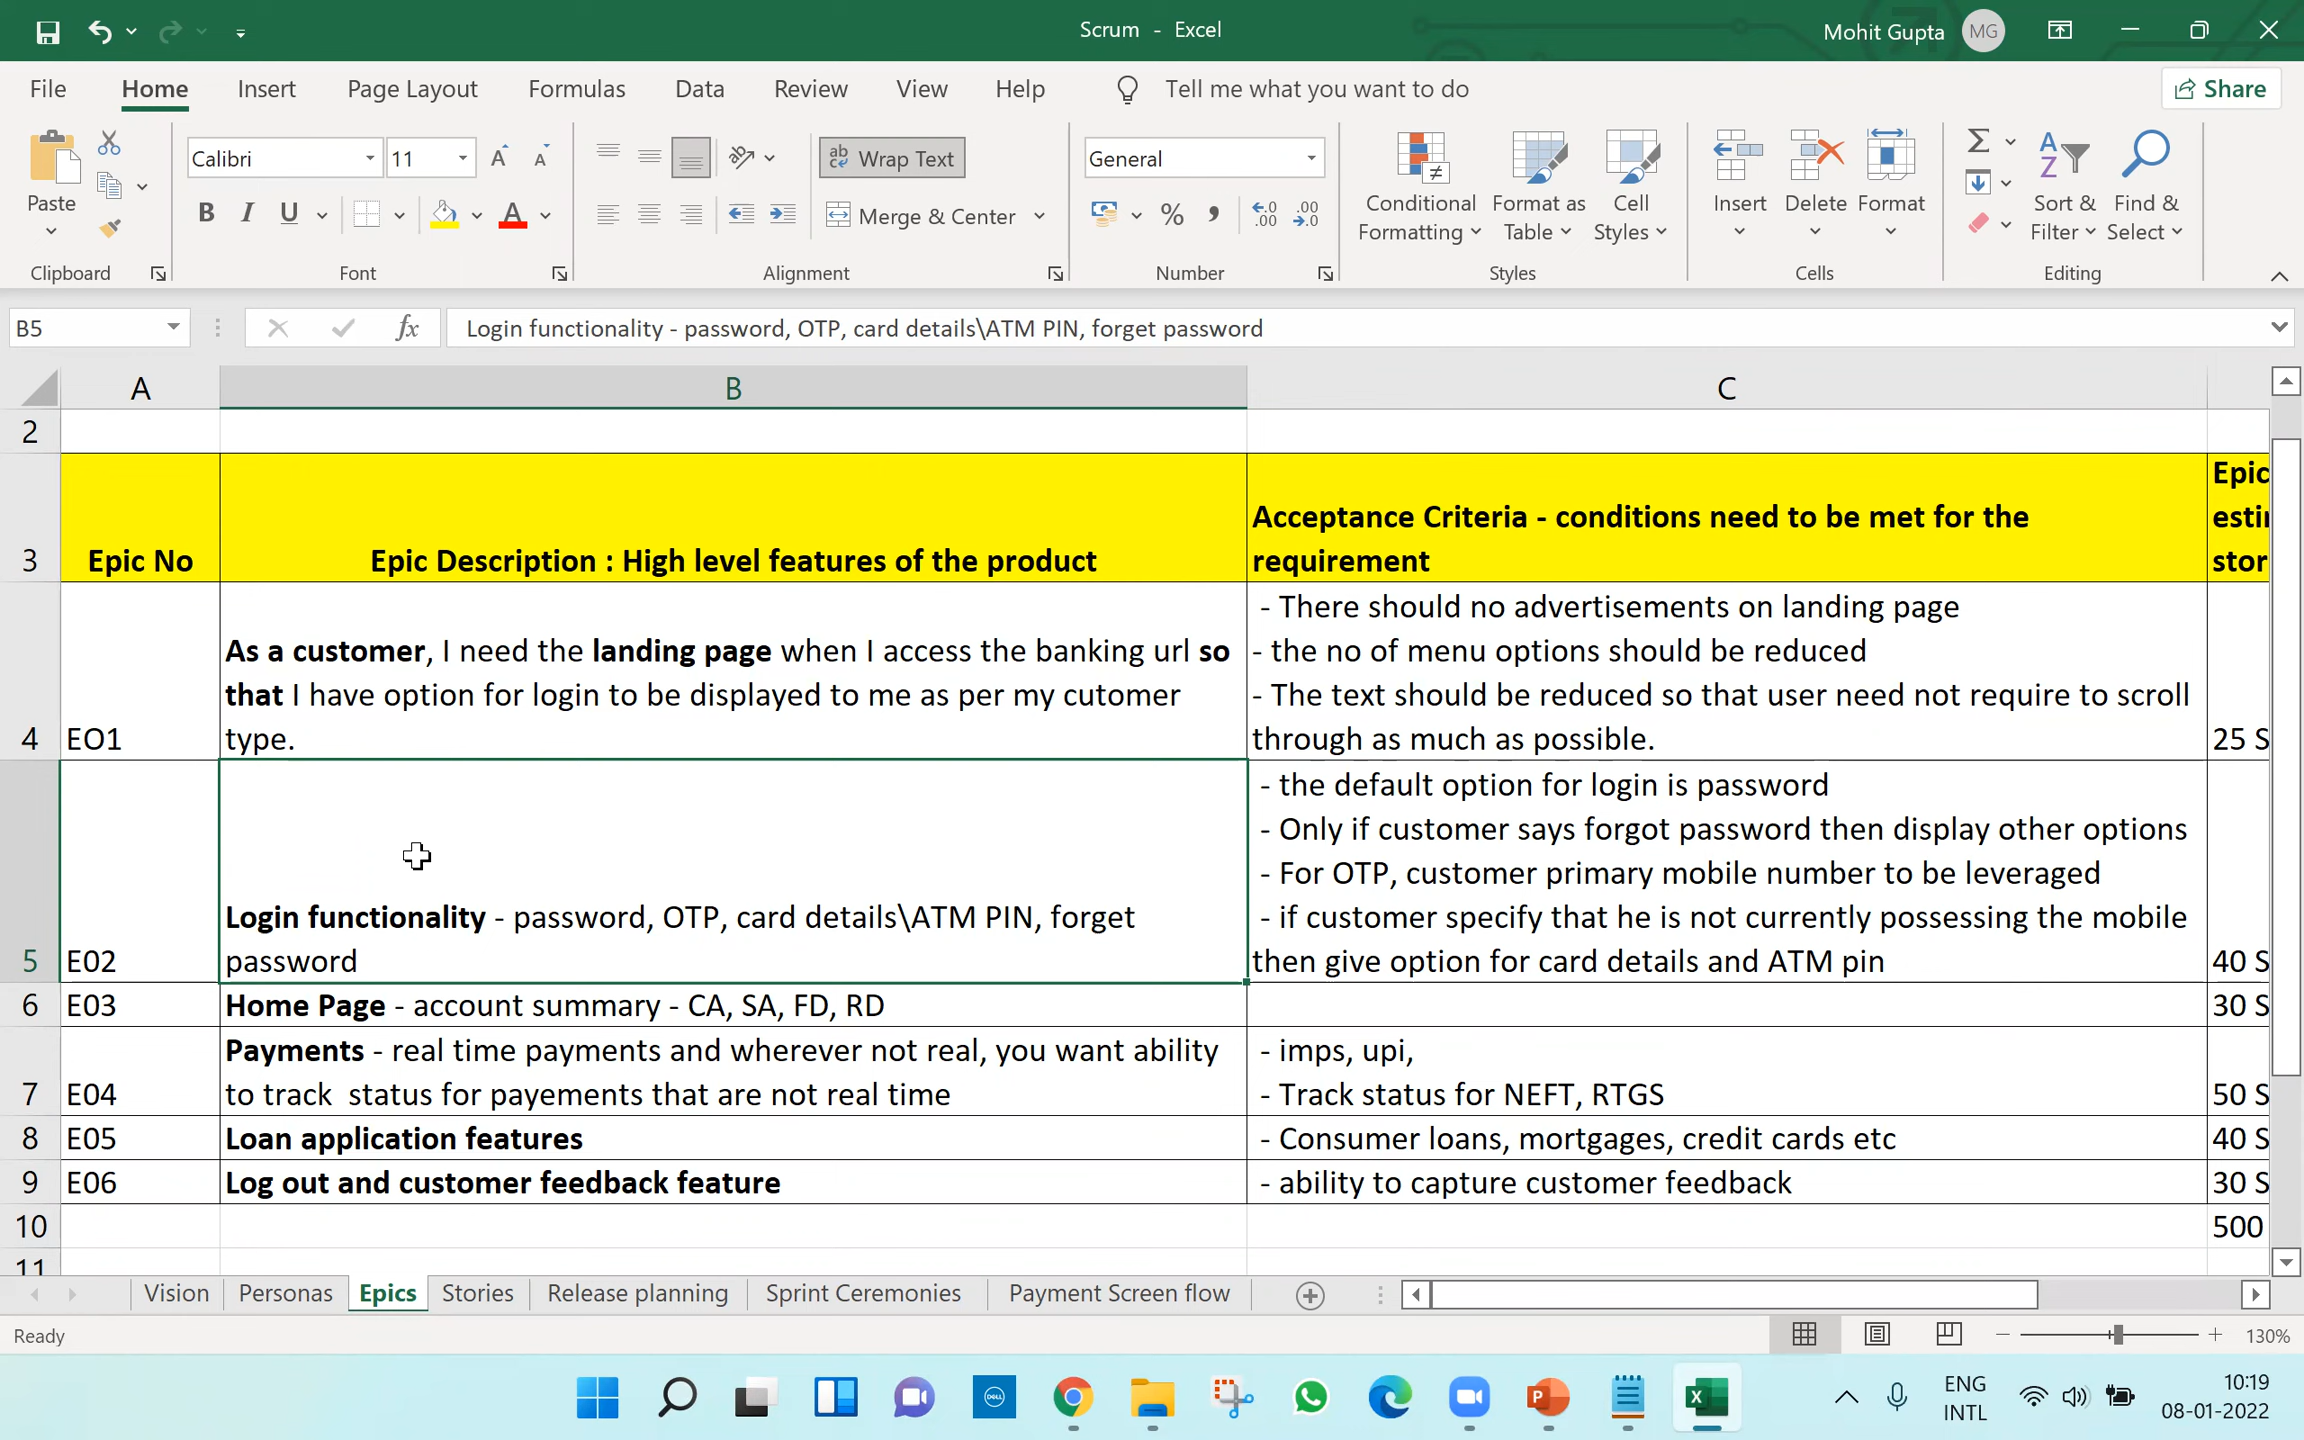 Scrum - Excel
Mohit Gupta MG
File Home Insert Page Layout Formulas Data Review View Help Tell me what you want to do Share
Paste
Calibri 11 A A
B I U A
ab Wrap Text
Merge & Center
General
% , .00 .00
Conditional Formatting
Format as Table
Cell Styles
Insert Delete Format
Sort & Filter
Find & Select
Clipboard Font Alignment Number Styles Cells Editing
B5 fx Login functionality - password, OTP, card details\ATM PIN, forget password
A B C
2
3
Epic No
Epic Description : High level features of the product
Acceptance Criteria - conditions need to be met for the
requirement
Epic
stor
4 EO1
As a customer, I need the landing page when I access the banking url so
that I have option for login to be displayed to me as per my cutomer
type.
- There should no advertisements on landing page
- the no of menu options should be reduced
- The text should be reduced so that user need not require to scroll
through as much as possible.
25 S
5 E02
Login functionality - password, OTP, card details\ATM PIN, forget
password
- the default option for login is password
- Only if customer says forgot password then display other options
- For OTP, customer primary mobile number to be leveraged
- if customer specify that he is not currently possessing the mobile
then give option for card details and ATM pin
40 S
6 E03 Home Page - account summary - CA, SA, FD, RD 30 S
7 E04
Payments - real time payments and wherever not real, you want ability
to track  status for payements that are not real time
- imps, upi,
- Track status for NEFT, RTGS
50 S
8 E05 Loan application features - Consumer loans, mortgages, credit cards etc 40 S
9 E06 Log out and customer feedback feature - ability to capture customer feedback 30 S
10 500
11
Vision Personas Epics Stories Release planning Sprint Ceremonies Payment Screen flow
Ready 130%
DELL
P
X
ENG
INTL
10:19
08-01-2022